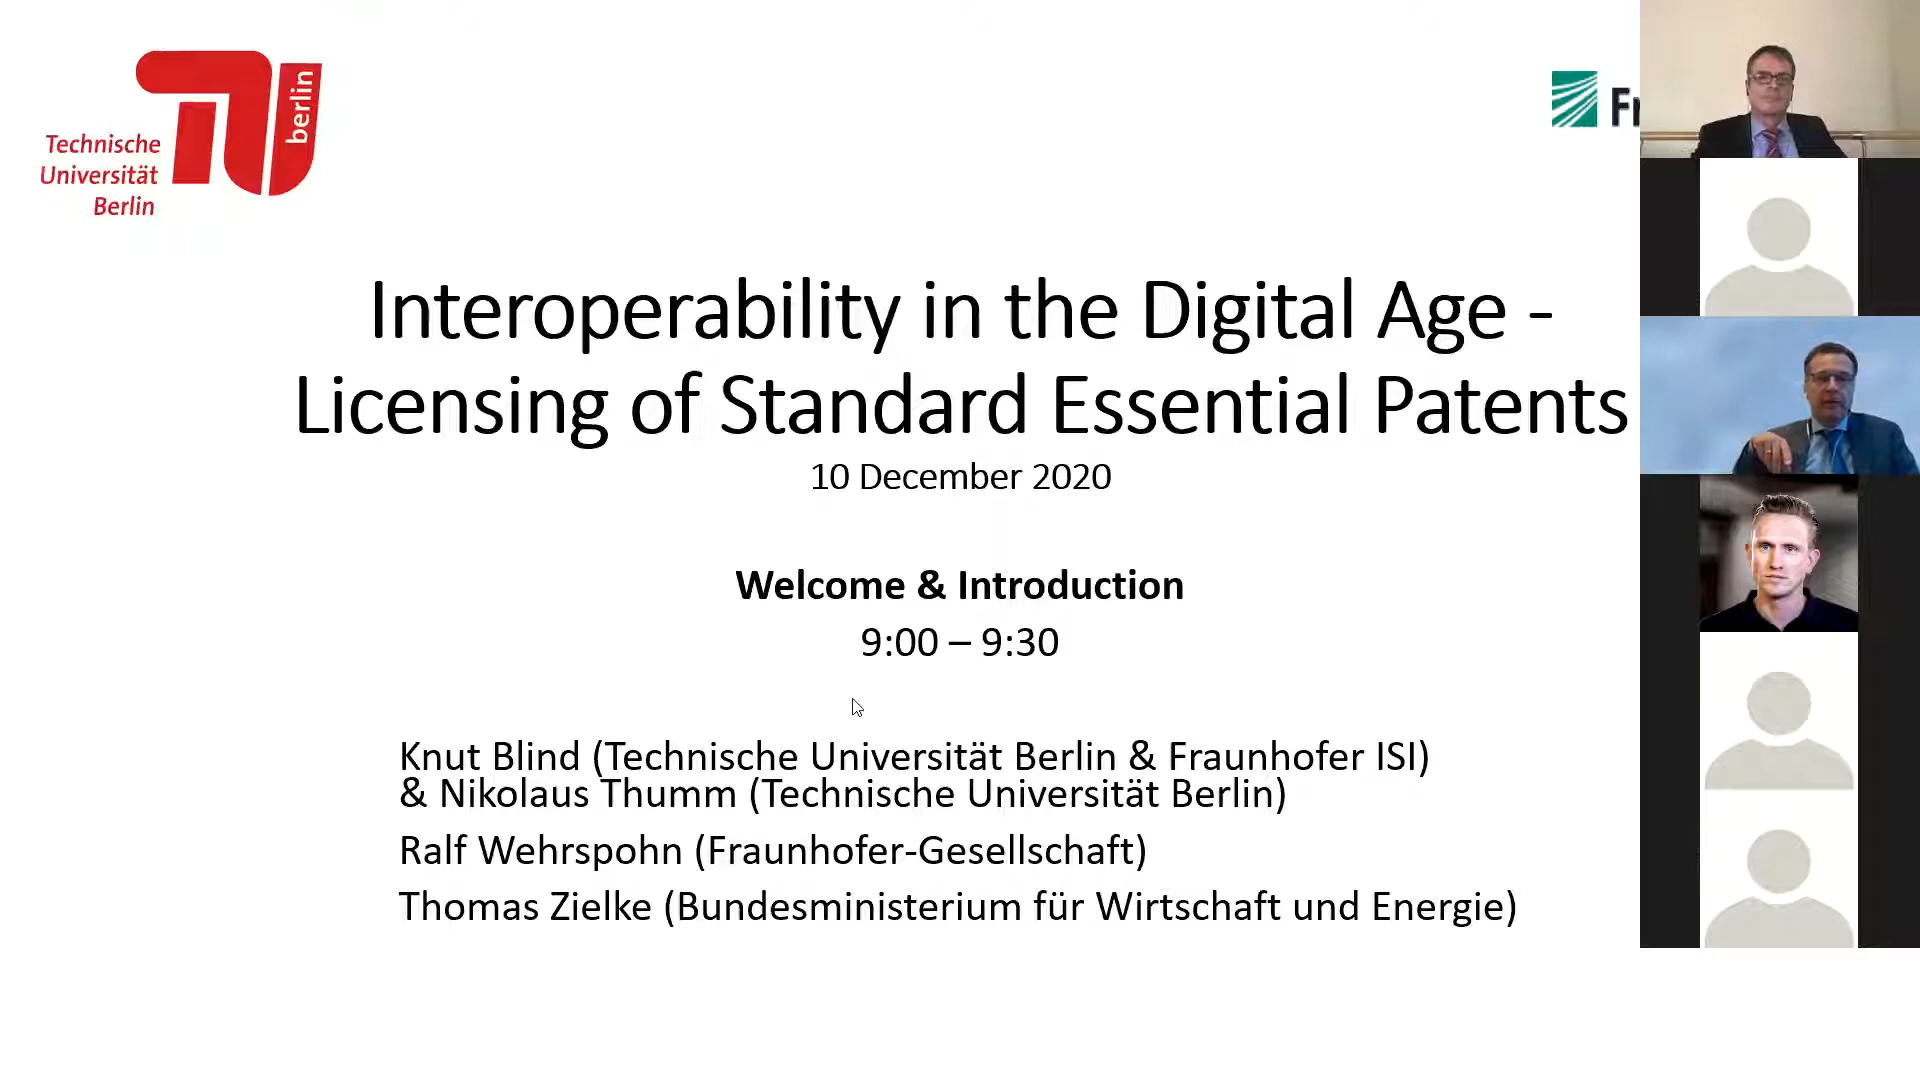 berlin
Technische
Universität
Berlin
Interoperability in the Digital Age -
Licensing of Standard Essential Patents
10 December 2020
Welcome & Introduction
9:00 – 9:30
Knut Blind (Technische Universität Berlin & Fraunhofer ISI)
& Nikolaus Thumm (Technische Universität Berlin)
Ralf Wehrspohn (Fraunhofer-Gesellschaft)
Thomas Zielke (Bundesministerium für Wirtschaft und Energie)